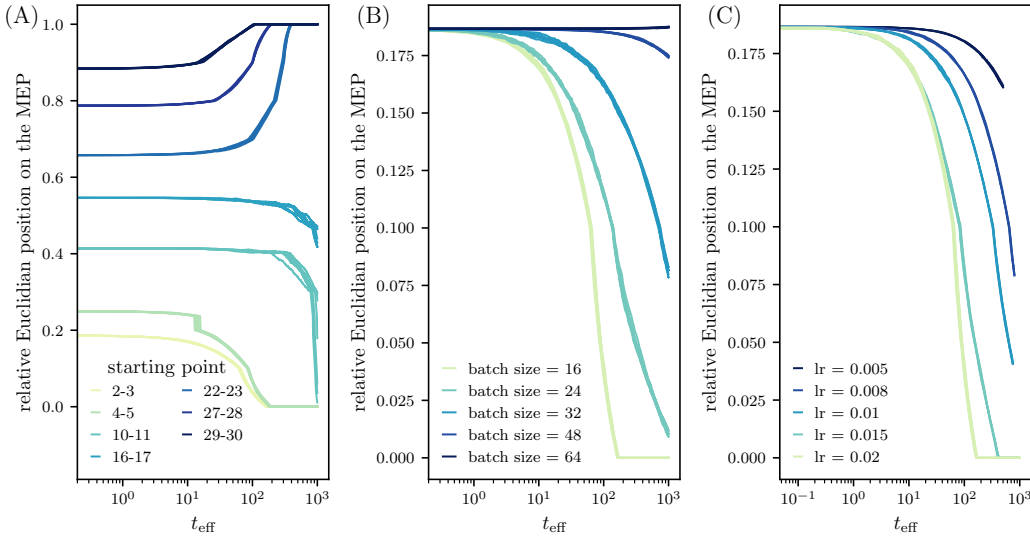 (A)
relative Euclidian position on the MEP
1.0
0.8
0.6
0.4
0.2
0.0
starting point
2-3
4-5
10-11
16-17
22-23
27-28
29-30
10^0
10^1
10^2
10^3
t_eff
(B)
relative Euclidian position on the MEP
0.175
0.150
0.125
0.100
0.075
0.050
0.025
0.000
batch size = 16
batch size = 24
batch size = 32
batch size = 48
batch size = 64
10^0
10^1
10^2
10^3
t_eff
(C)
relative Euclidian position on the MEP
0.175
0.150
0.125
0.100
0.075
0.050
0.025
0.000
lr = 0.005
lr = 0.008
lr = 0.01
lr = 0.015
lr = 0.02
10^−1
10^0
10^1
10^2
10^3
t_eff